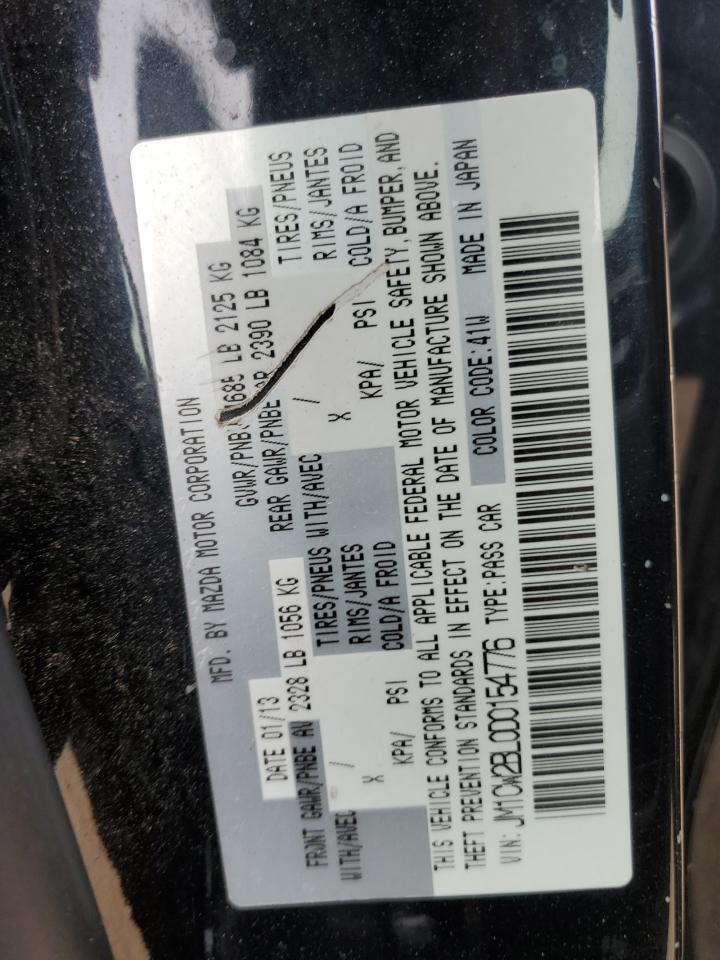 MFD. BY MAZDA MOTOR CORPORATION
DATE 01/13 GVWR/PNBV 4685 LB 2125 KG
FRONT GAWR/PNBE AV 2328 LB 1056 KG REAR GAWR/PNBE AR 2390 LB 1084 KG
WITH/AVEC / TIRES/PNEUS WITH/AVEC / TIRES/PNEUS
X RIMS/JANTES X RIMS/JANTES
KPA/ PSI COLD/A FROID KPA/ PSI COLD/A FROID
THIS VEHICLE CONFORMS TO ALL APPLICABLE FEDERAL MOTOR VEHICLE SAFETY, BUMPER, AND
THEFT PREVENTION STANDARDS IN EFFECT ON THE DATE OF MANUFACTURE SHOWN ABOVE.
VIN: JM1CW2BL0D0154776 TYPE:PASS CAR COLOR CODE:41W MADE IN JAPAN